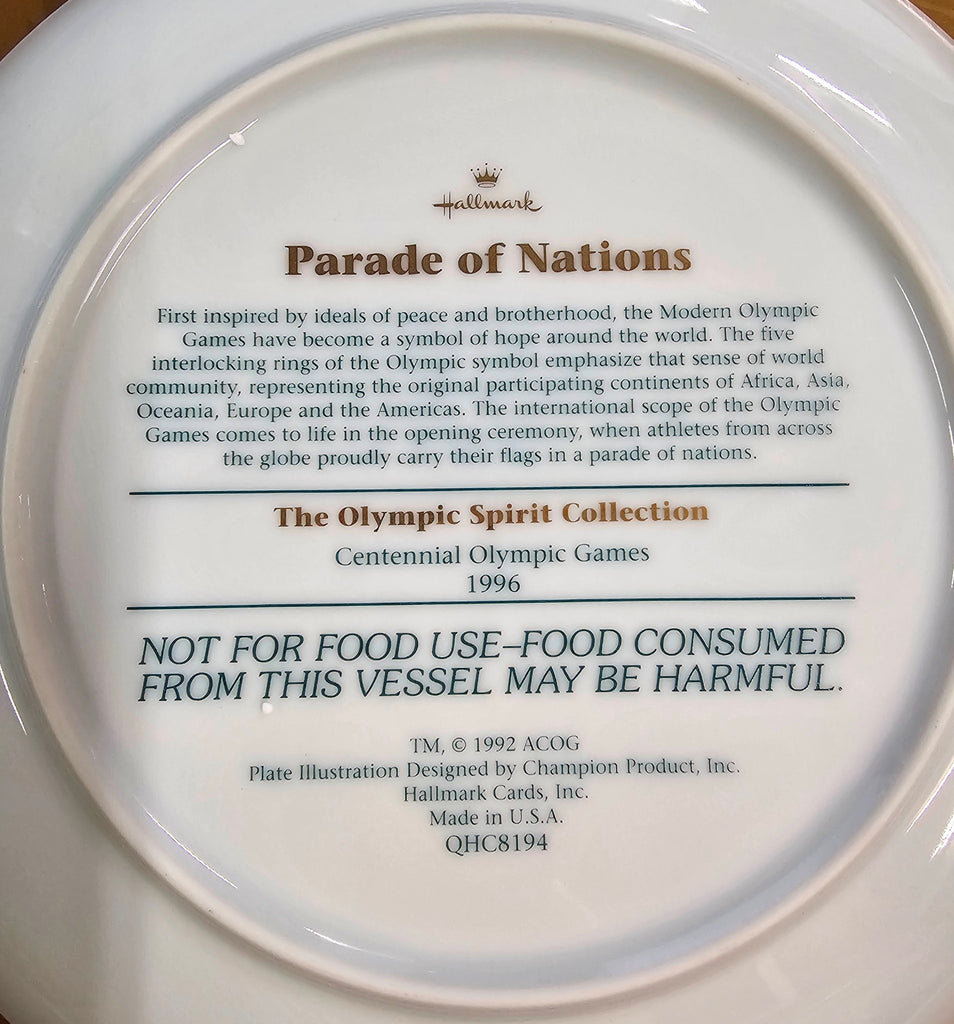 Hallmark
Parade of Nations
First inspired by ideals of peace and brotherhood, the Modern Olympic
Games have become a symbol of hope around the world. The five
interlocking rings of the Olympic symbol emphasize that sense of world
community, representing the original participating continents of Africa, Asia,
Oceania, Europe and the Americas. The international scope of the Olympic
Games comes to life in the opening ceremony, when athletes from across
the globe proudly carry their flags in a parade of nations.
The Olympic Spirit Collection
Centennial Olympic Games
1996
NOT FOR FOOD USE–FOOD CONSUMED
FROM THIS VESSEL MAY BE HARMFUL.
TM, © 1992 ACOG
Plate Illustration Designed by Champion Product, Inc.
Hallmark Cards, Inc.
Made in U.S.A.
QHC8194